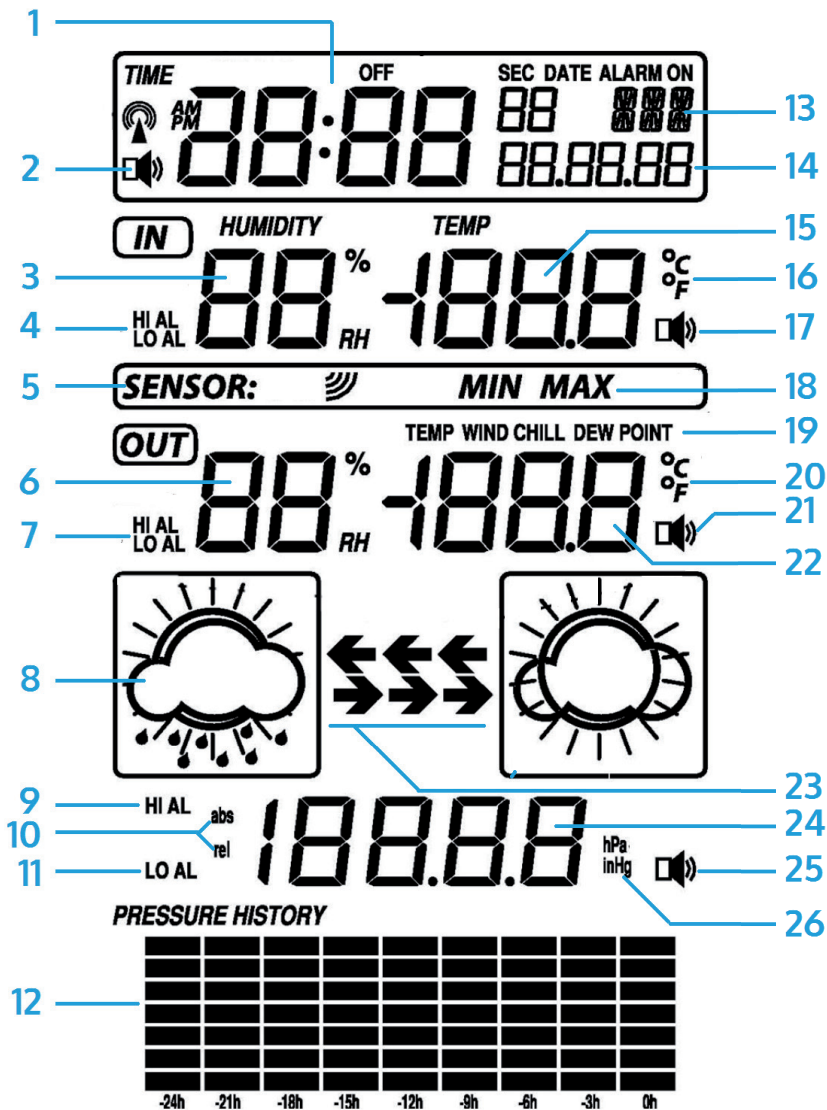 1
TIME OFF SEC DATE ALARM ON
AM 28:88 88
PM
13
2
88.88.88 14
IN HUMIDITY TEMP
15
3 88 % -188.8 °C 16
°F
4 HI AL
LO AL RH 17
5 SENSOR: MIN MAX 18
OUT TEMP WIND CHILL DEW POINT 19
6 88 % -188.8 °C 20
°F
7 HI AL
LO AL RH 21
22
8
23
9 HI AL abs 188.8.8 24
10 rel hPa
11 LO AL inHg 25
26
PRESSURE HISTORY
12
-24h -21h -18h -15h -12h -9h -6h -3h 0h